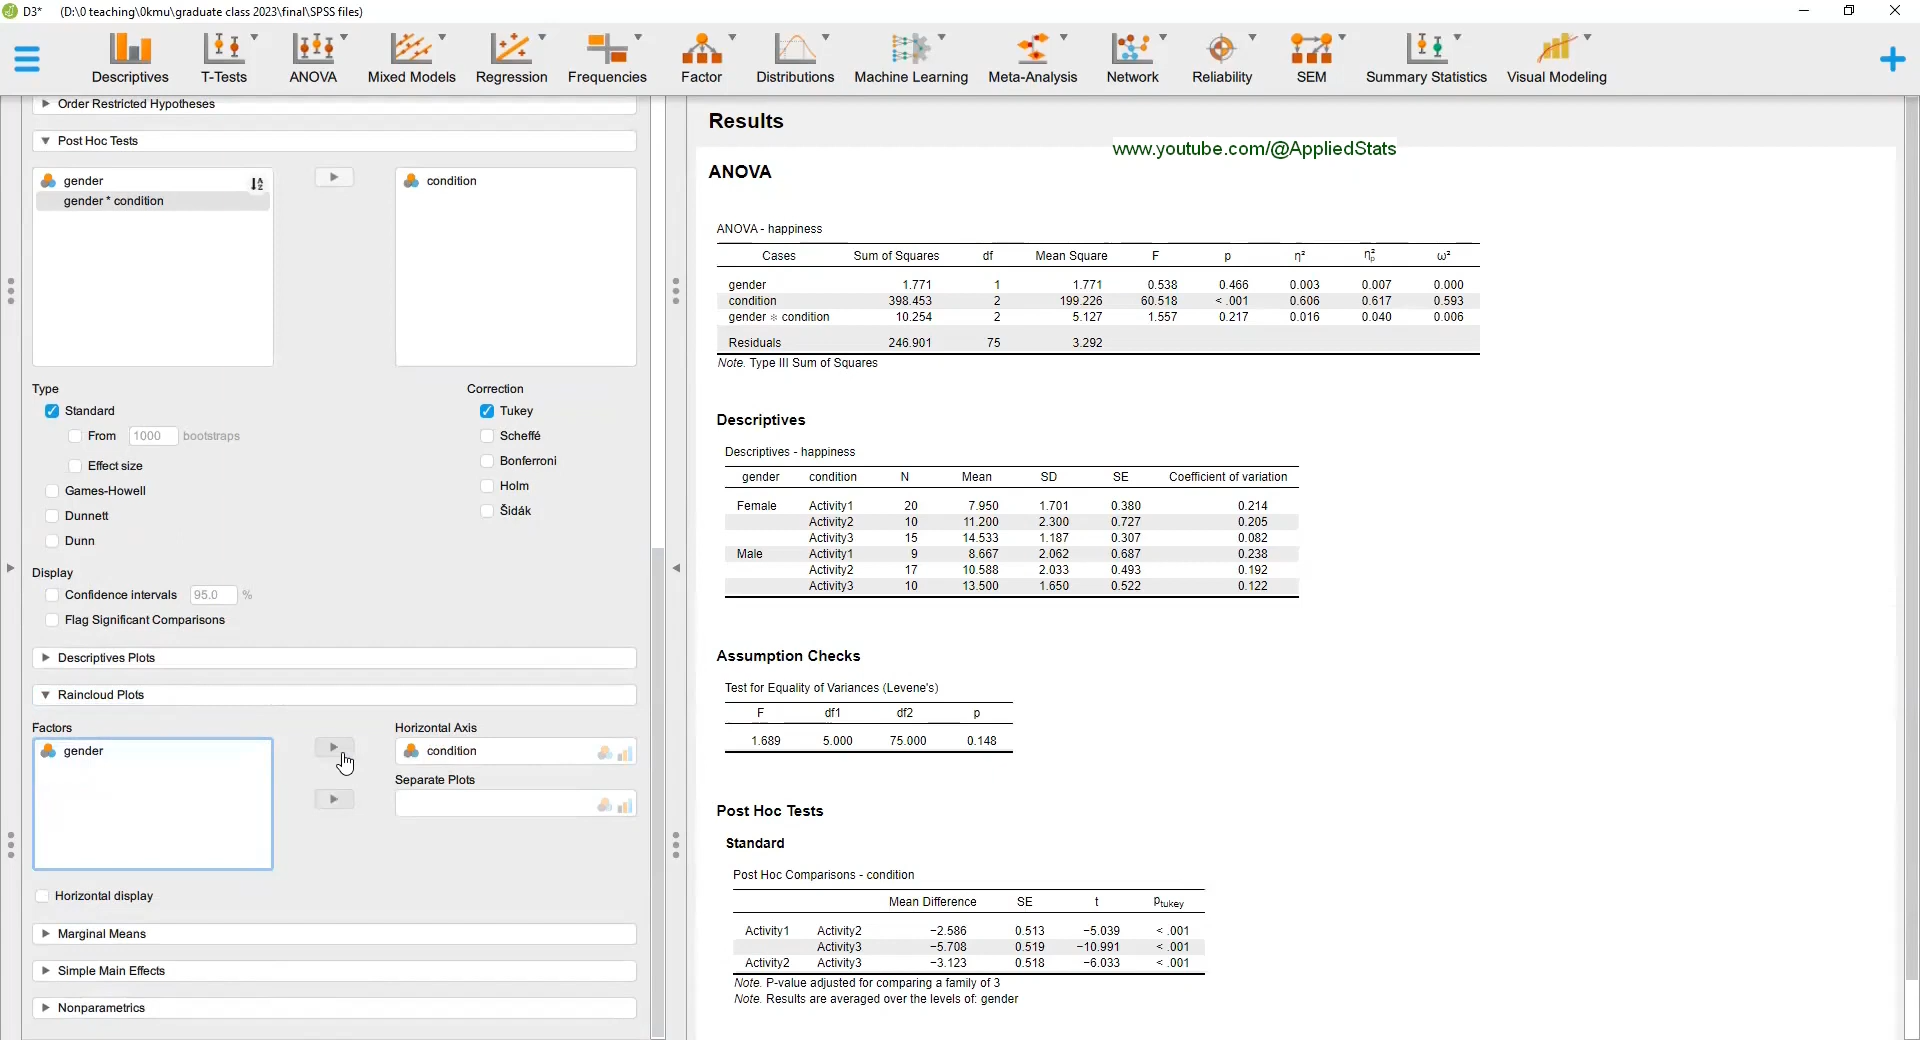 D3* (D:\0 teaching\0kmu\graduate class 2023\final\SPSS files)
Descriptives T-Tests ANOVA Mixed Models Regression Frequencies Factor Distributions Machine Learning Meta-Analysis Network Reliability SEM Summary Statistics Visual Modeling
Order Restricted Hypotheses
Post Hoc Tests
gender
gender * condition
condition
Type
Standard
From 1000 bootstraps
Effect size
Games-Howell
Dunnett
Dunn
Correction
Tukey
Scheffé
Bonferroni
Holm
Šidák
Display
Confidence intervals 95.0 %
Flag Significant Comparisons
Descriptives Plots
Raincloud Plots
Factors
gender
Horizontal Axis
condition
Separate Plots
Horizontal display
Marginal Means
Simple Main Effects
Nonparametrics
Results
www.youtube.com/@AppliedStats
ANOVA
ANOVA - happiness
Cases Sum of Squares df Mean Square F p η² η²ₚ ω²
gender 1.771 1 1.771 0.538 0.466 0.003 0.007 0.000
condition 398.453 2 199.226 60.518 < .001 0.606 0.617 0.593
gender ✻ condition 10.254 2 5.127 1.557 0.217 0.016 0.040 0.006
Residuals 246.901 75 3.292
Note. Type III Sum of Squares
Descriptives
Descriptives - happiness
gender condition N Mean SD SE Coefficient of variation
Female Activity1 20 7.950 1.701 0.380 0.214
Activity2 10 11.200 2.300 0.727 0.205
Activity3 15 14.533 1.187 0.307 0.082
Male Activity1 9 8.667 2.062 0.687 0.238
Activity2 17 10.588 2.033 0.493 0.192
Activity3 10 13.500 1.650 0.522 0.122
Assumption Checks
Test for Equality of Variances (Levene's)
F df1 df2 p
1.689 5.000 75.000 0.148
Post Hoc Tests
Standard
Post Hoc Comparisons - condition
Mean Difference SE t Ptukey
Activity1 Activity2 −2.586 0.513 −5.039 < .001
Activity3 −5.708 0.519 −10.991 < .001
Activity2 Activity3 −3.123 0.518 −6.033 < .001
Note. P-value adjusted for comparing a family of 3
Note. Results are averaged over the levels of: gender